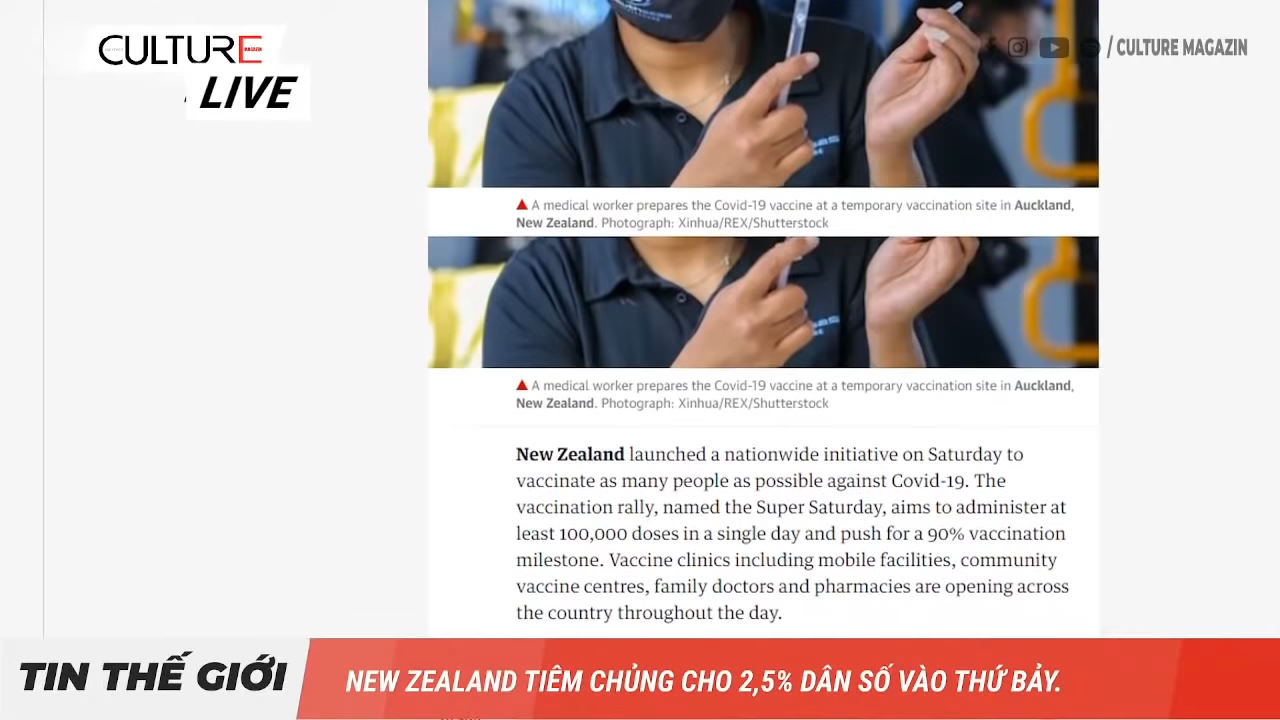 CULTURE
MAGAZIN
LIVE
/ CULTURE MAGAZIN
A medical worker prepares the Covid-19 vaccine at a temporary vaccination site in Auckland,
New Zealand. Photograph: Xinhua/REX/Shutterstock
A medical worker prepares the Covid-19 vaccine at a temporary vaccination site in Auckland,
New Zealand. Photograph: Xinhua/REX/Shutterstock
New Zealand launched a nationwide initiative on Saturday to
vaccinate as many people as possible against Covid-19. The
vaccination rally, named the Super Saturday, aims to administer at
least 100,000 doses in a single day and push for a 90% vaccination
milestone. Vaccine clinics including mobile facilities, community
vaccine centres, family doctors and pharmacies are opening across
the country throughout the day.
TIN THẾ GIỚI
NEW ZEALAND TIÊM CHỦNG CHO 2,5% DÂN SỐ VÀO THỨ BẢY.